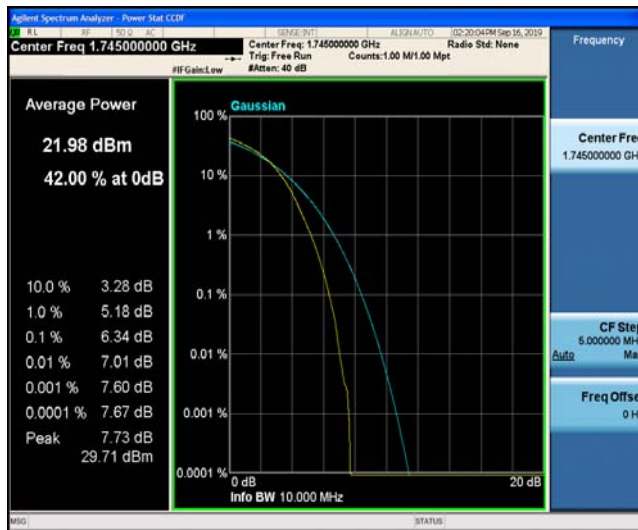 Agilent Spectrum Analyzer - Power Stat CCDF
RL RF 50 Ω AC SENSE:INT ALIGNAUTO 02:20:04 PM Sep 16, 2019
Center Freq 1.745000000 GHz
Center Freq: 1.745000000 GHz Radio Std: None
Trig: Free Run Counts:1.00 M/1.00 Mpt
#IFGain:Low #Atten: 40 dB
Frequency
Average Power
21.98 dBm
42.00 % at 0dB
10.0 % 3.28 dB
1.0 % 5.18 dB
0.1 % 6.34 dB
0.01 % 7.01 dB
0.001 % 7.60 dB
0.0001 % 7.67 dB
Peak 7.73 dB
29.71 dBm
Gaussian
100 %
10 %
1 %
0.1 %
0.01 %
0.001 %
0.0001 %
0 dB 20 dB
Info BW 10.000 MHz
Center Fre
1.745000000 GH
CF Step
5.000000 MH
Auto Ma
Freq Offse
0 H
MSG STATUS